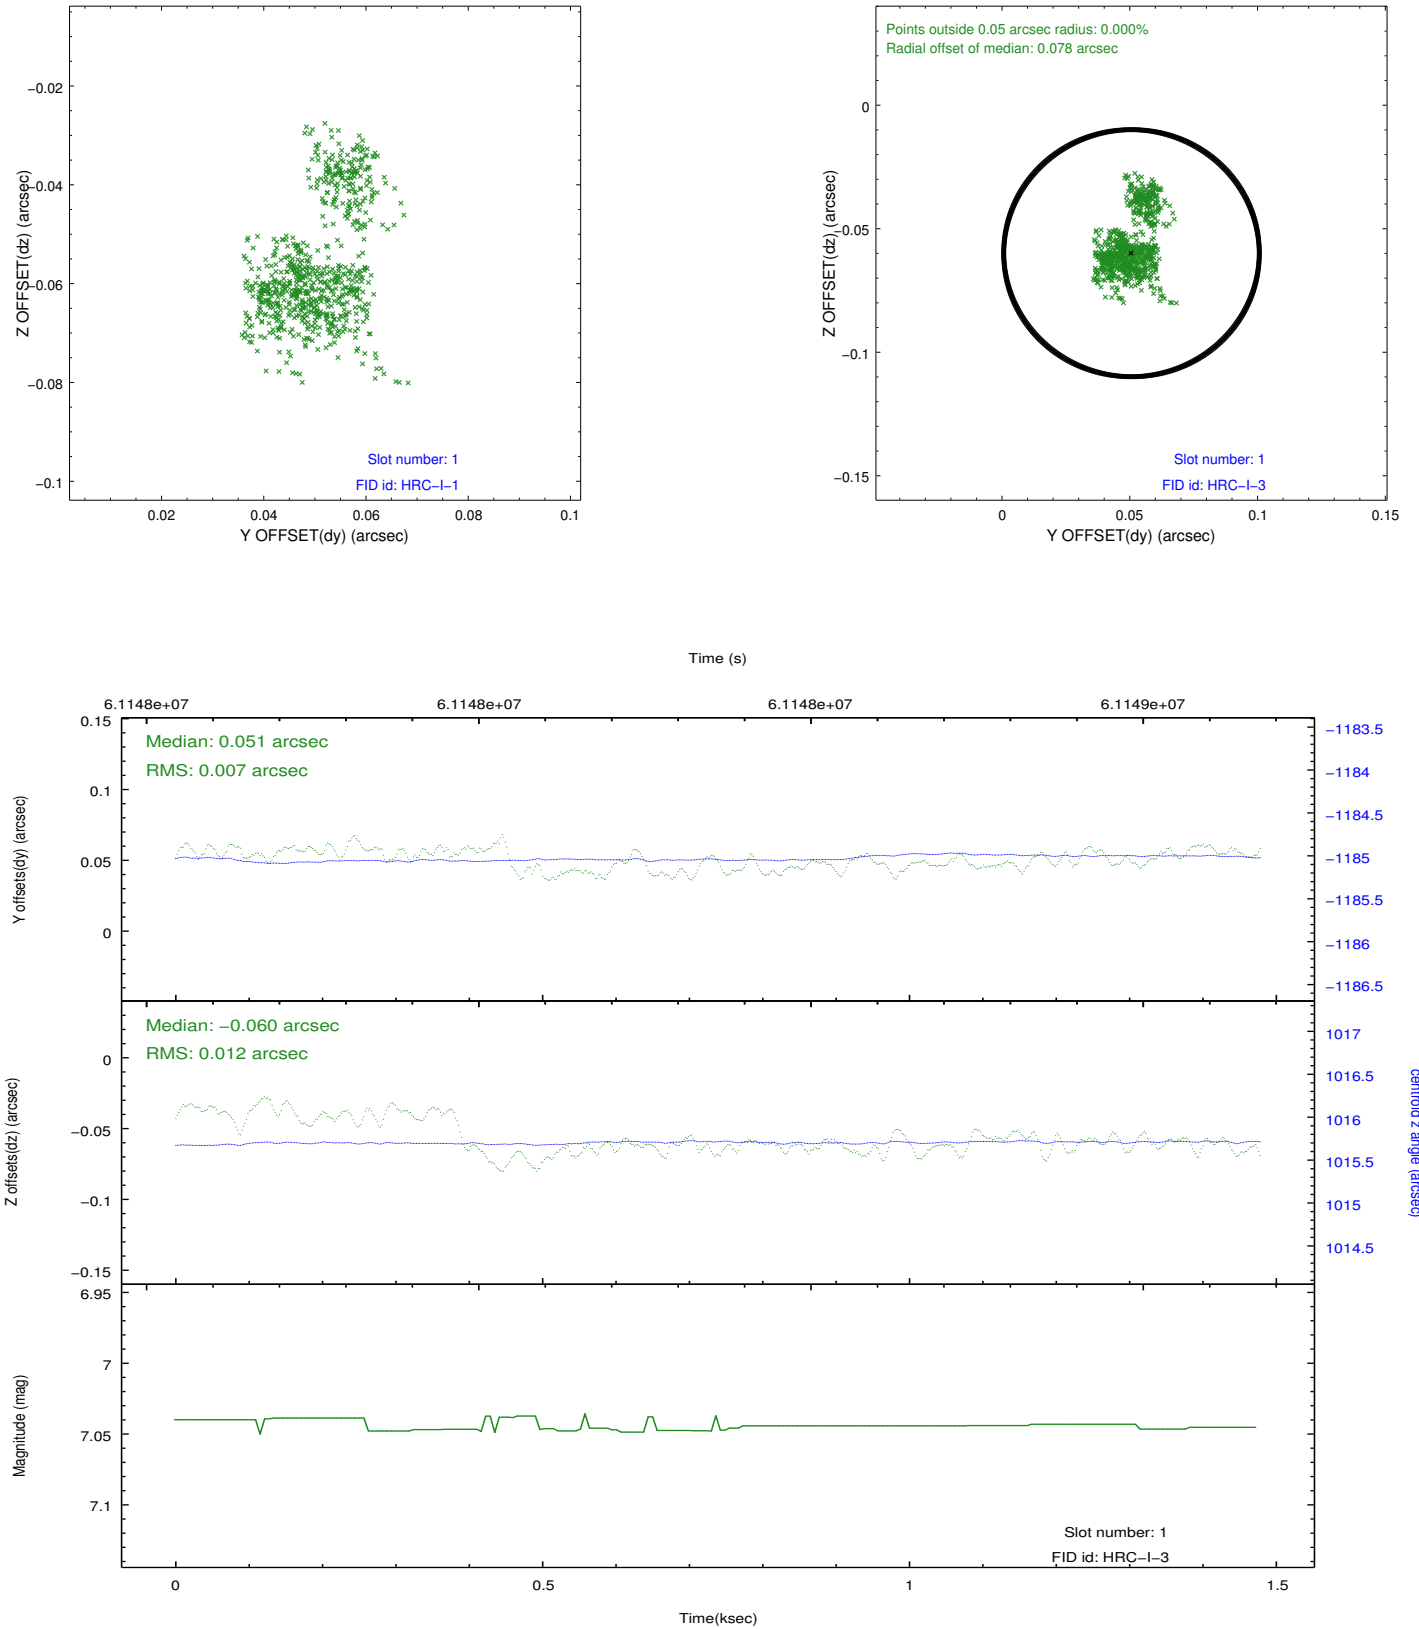 −0.02
−0.04
−0.06
−0.08
−0.1
Z OFFSET(dz) (arcsec)
Slot number: 1
FID id: HRC−I−1
0.02 0.04 0.06 0.08 0.1
Y OFFSET(dy) (arcsec)
Points outside 0.05 arcsec radius: 0.000%
Radial offset of median: 0.078 arcsec
0
−0.05
−0.1
−0.15
Z OFFSET(dz) (arcsec)
Slot number: 1
FID id: HRC−I−3
0 0.05 0.1 0.15
Y OFFSET(dy) (arcsec)
Time (s)
6.1148e+07 6.1148e+07 6.1148e+07 6.1149e+07
0.15
0.1
0.05
0
Y offsets(dy) (arcsec)
Median: 0.051 arcsec
RMS: 0.007 arcsec
−1183.5
−1184
−1184.5
−1185
−1185.5
−1186
−1186.5
0
−0.05
−0.1
−0.15
Z offsets(dz) (arcsec)
Median: −0.060 arcsec
RMS: 0.012 arcsec
1017
1016.5
1016
1015.5
1015
1014.5
centroid z angle (arcsec)
6.95
7
7.05
7.1
Magnitude (mag)
Slot number: 1
FID id: HRC−I−3
0 0.5 1 1.5
Time(ksec)